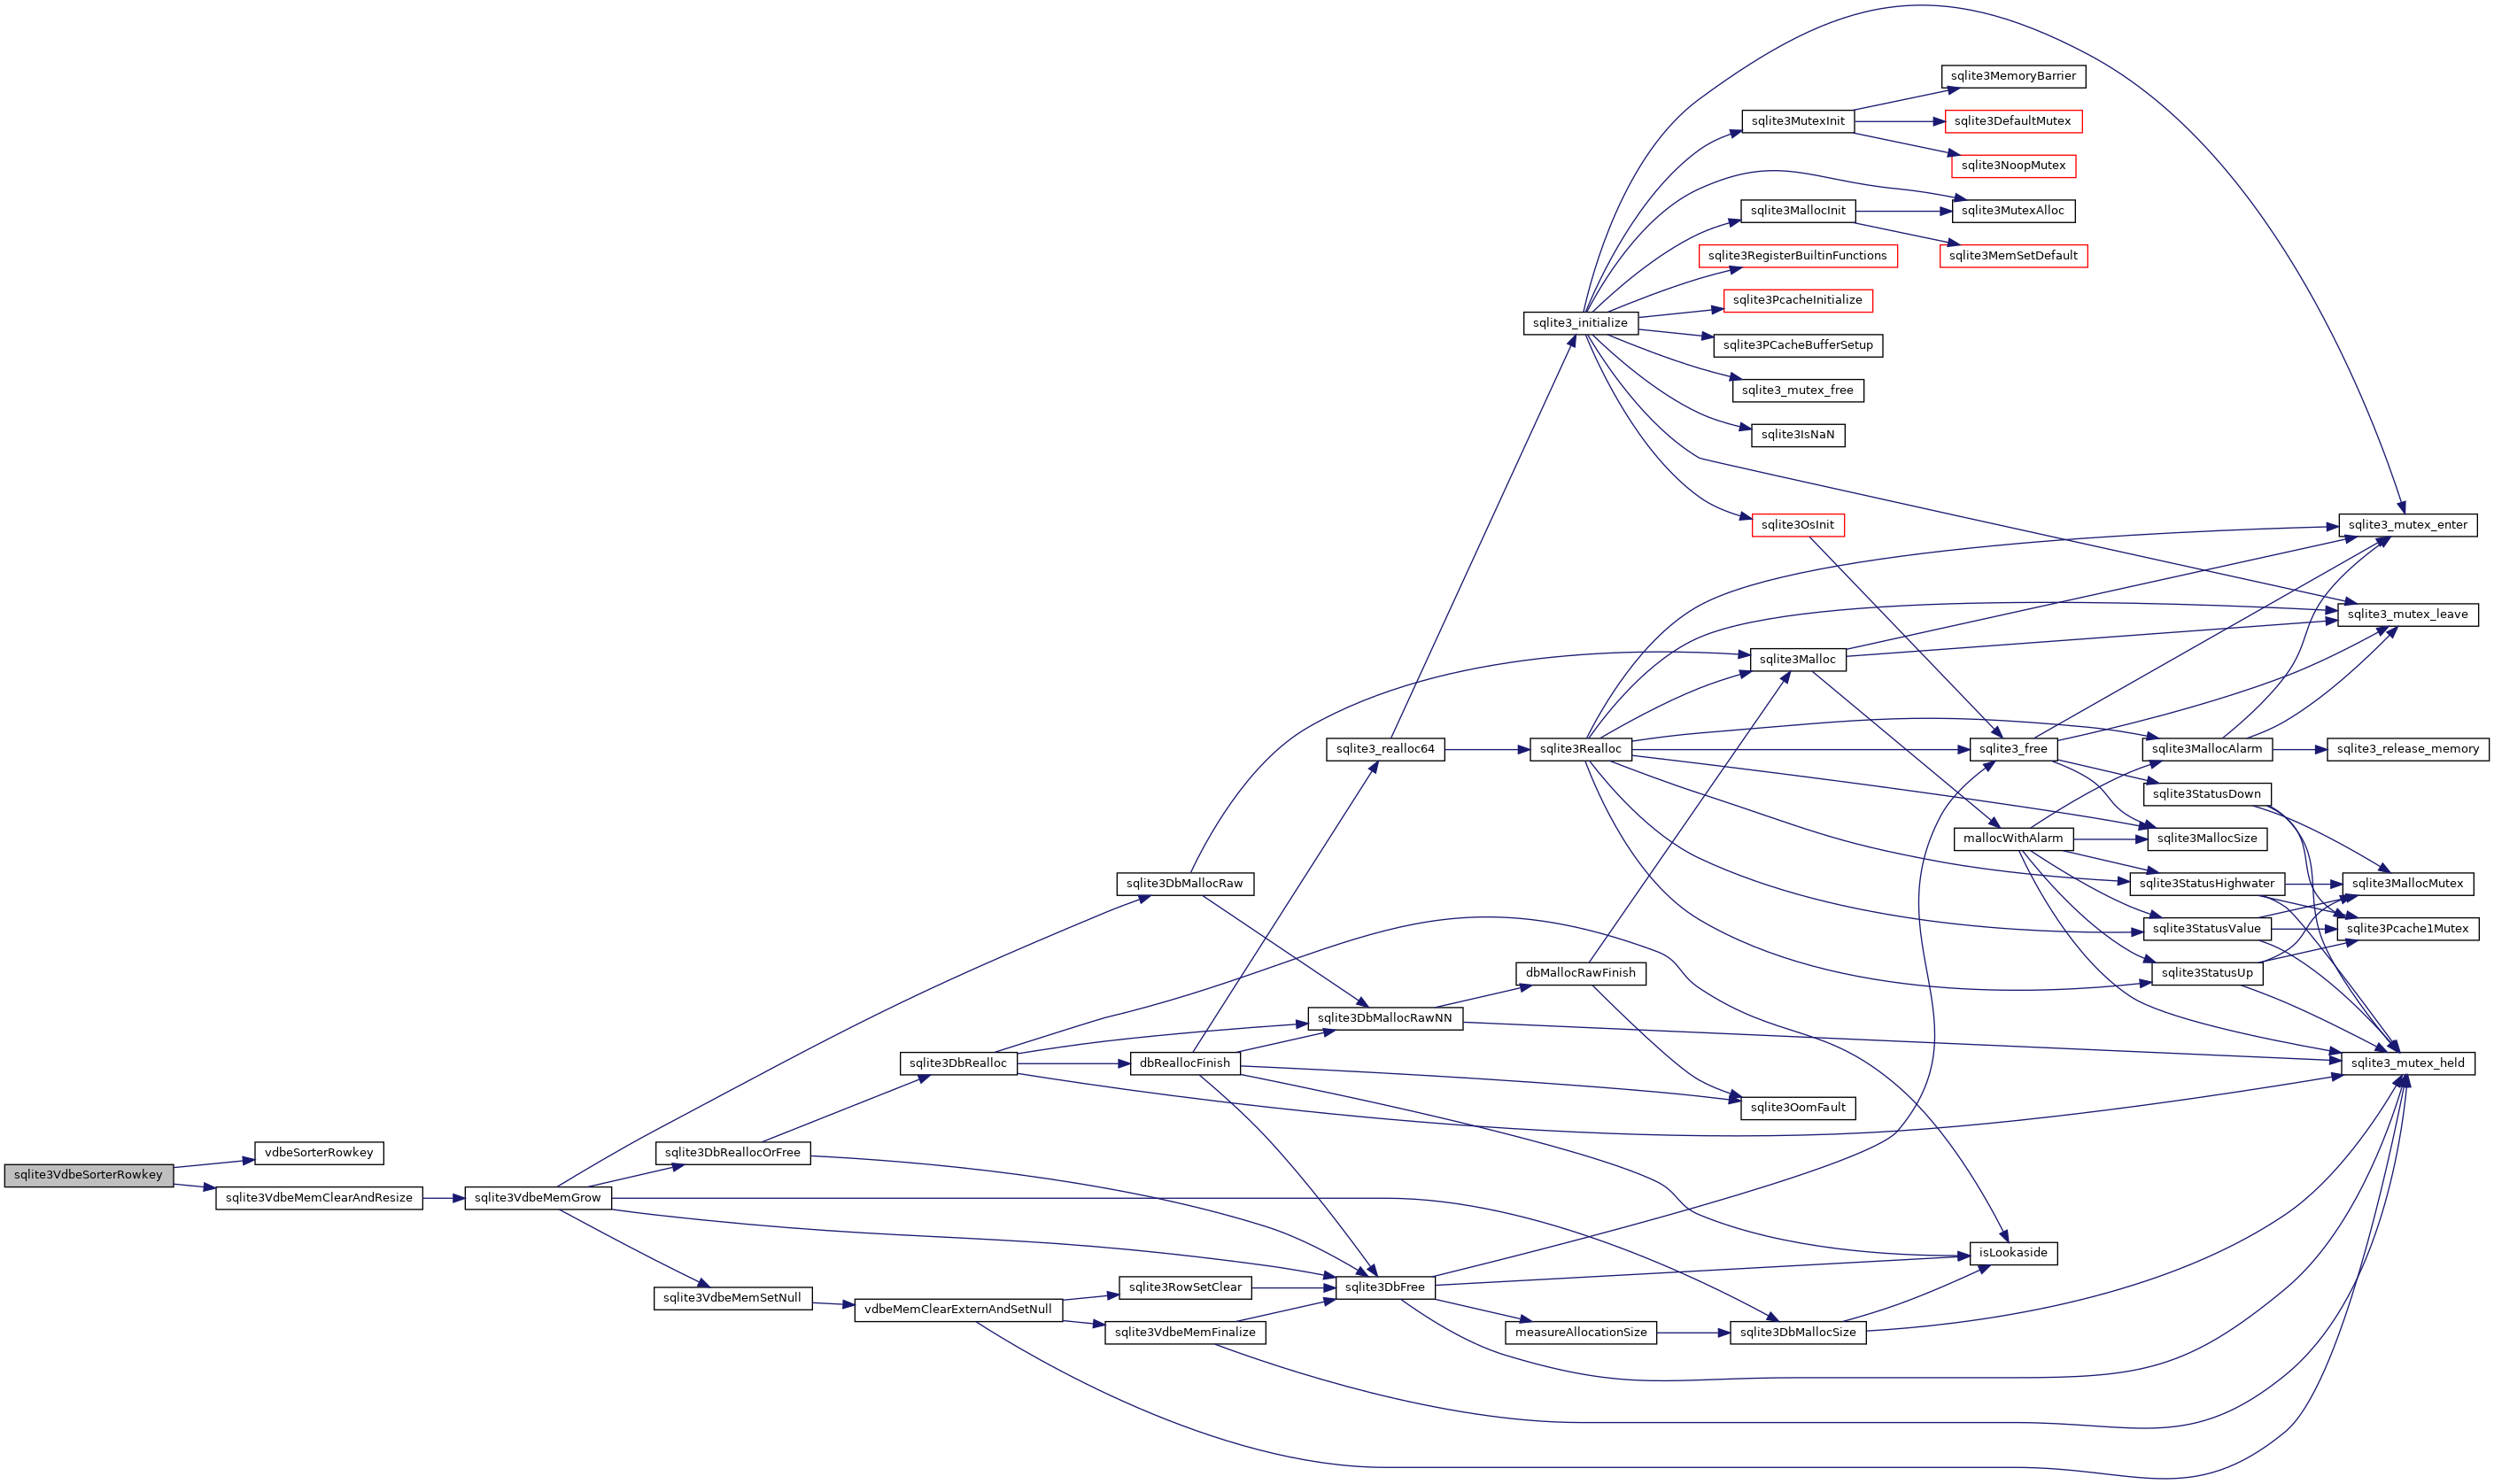 sqlite3MemoryBarrier
sqlite3MutexInit
sqlite3DefaultMutex
sqlite3NoopMutex
sqlite3MallocInit
sqlite3MutexAlloc
sqlite3RegisterBuiltinFunctions
sqlite3MemSetDefault
sqlite3PcacheInitialize
sqlite3_initialize
sqlite3PCacheBufferSetup
sqlite3_mutex_free
sqlite3IsNaN
sqlite3OsInit
sqlite3_mutex_enter
sqlite3_mutex_leave
sqlite3Malloc
sqlite3_realloc64
sqlite3Realloc
sqlite3_free
sqlite3MallocAlarm
sqlite3_release_memory
sqlite3StatusDown
mallocWithAlarm
sqlite3MallocSize
sqlite3DbMallocRaw
sqlite3StatusHighwater
sqlite3MallocMutex
sqlite3StatusValue
sqlite3Pcache1Mutex
dbMallocRawFinish
sqlite3StatusUp
sqlite3DbMallocRawNN
sqlite3DbRealloc
dbReallocFinish
sqlite3_mutex_held
sqlite3OomFault
vdbeSorterRowkey
sqlite3DbReallocOrFree
sqlite3VdbeSorterRowkey
sqlite3VdbeMemClearAndResize
sqlite3VdbeMemGrow
isLookaside
sqlite3RowSetClear
sqlite3DbFree
sqlite3VdbeMemSetNull
vdbeMemClearExternAndSetNull
sqlite3VdbeMemFinalize
measureAllocationSize
sqlite3DbMallocSize